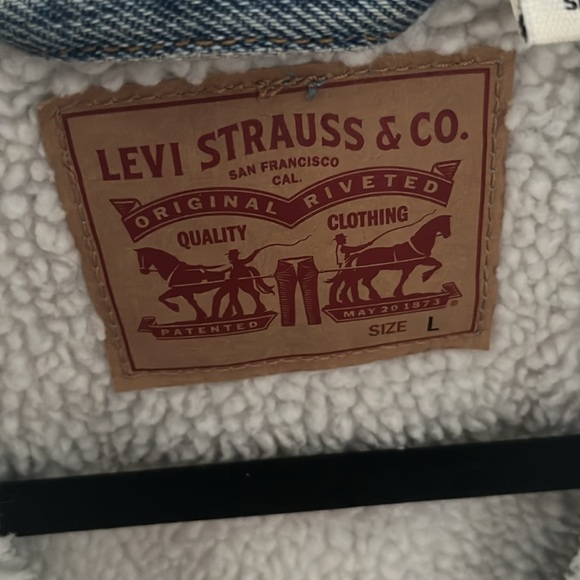 LEVI STRAUSS & CO.
SAN FRANCISCO
CAL.
ORIGINAL RIVETED
QUALITY CLOTHING
PATENTED MAY 20 1873 ®
SIZE L